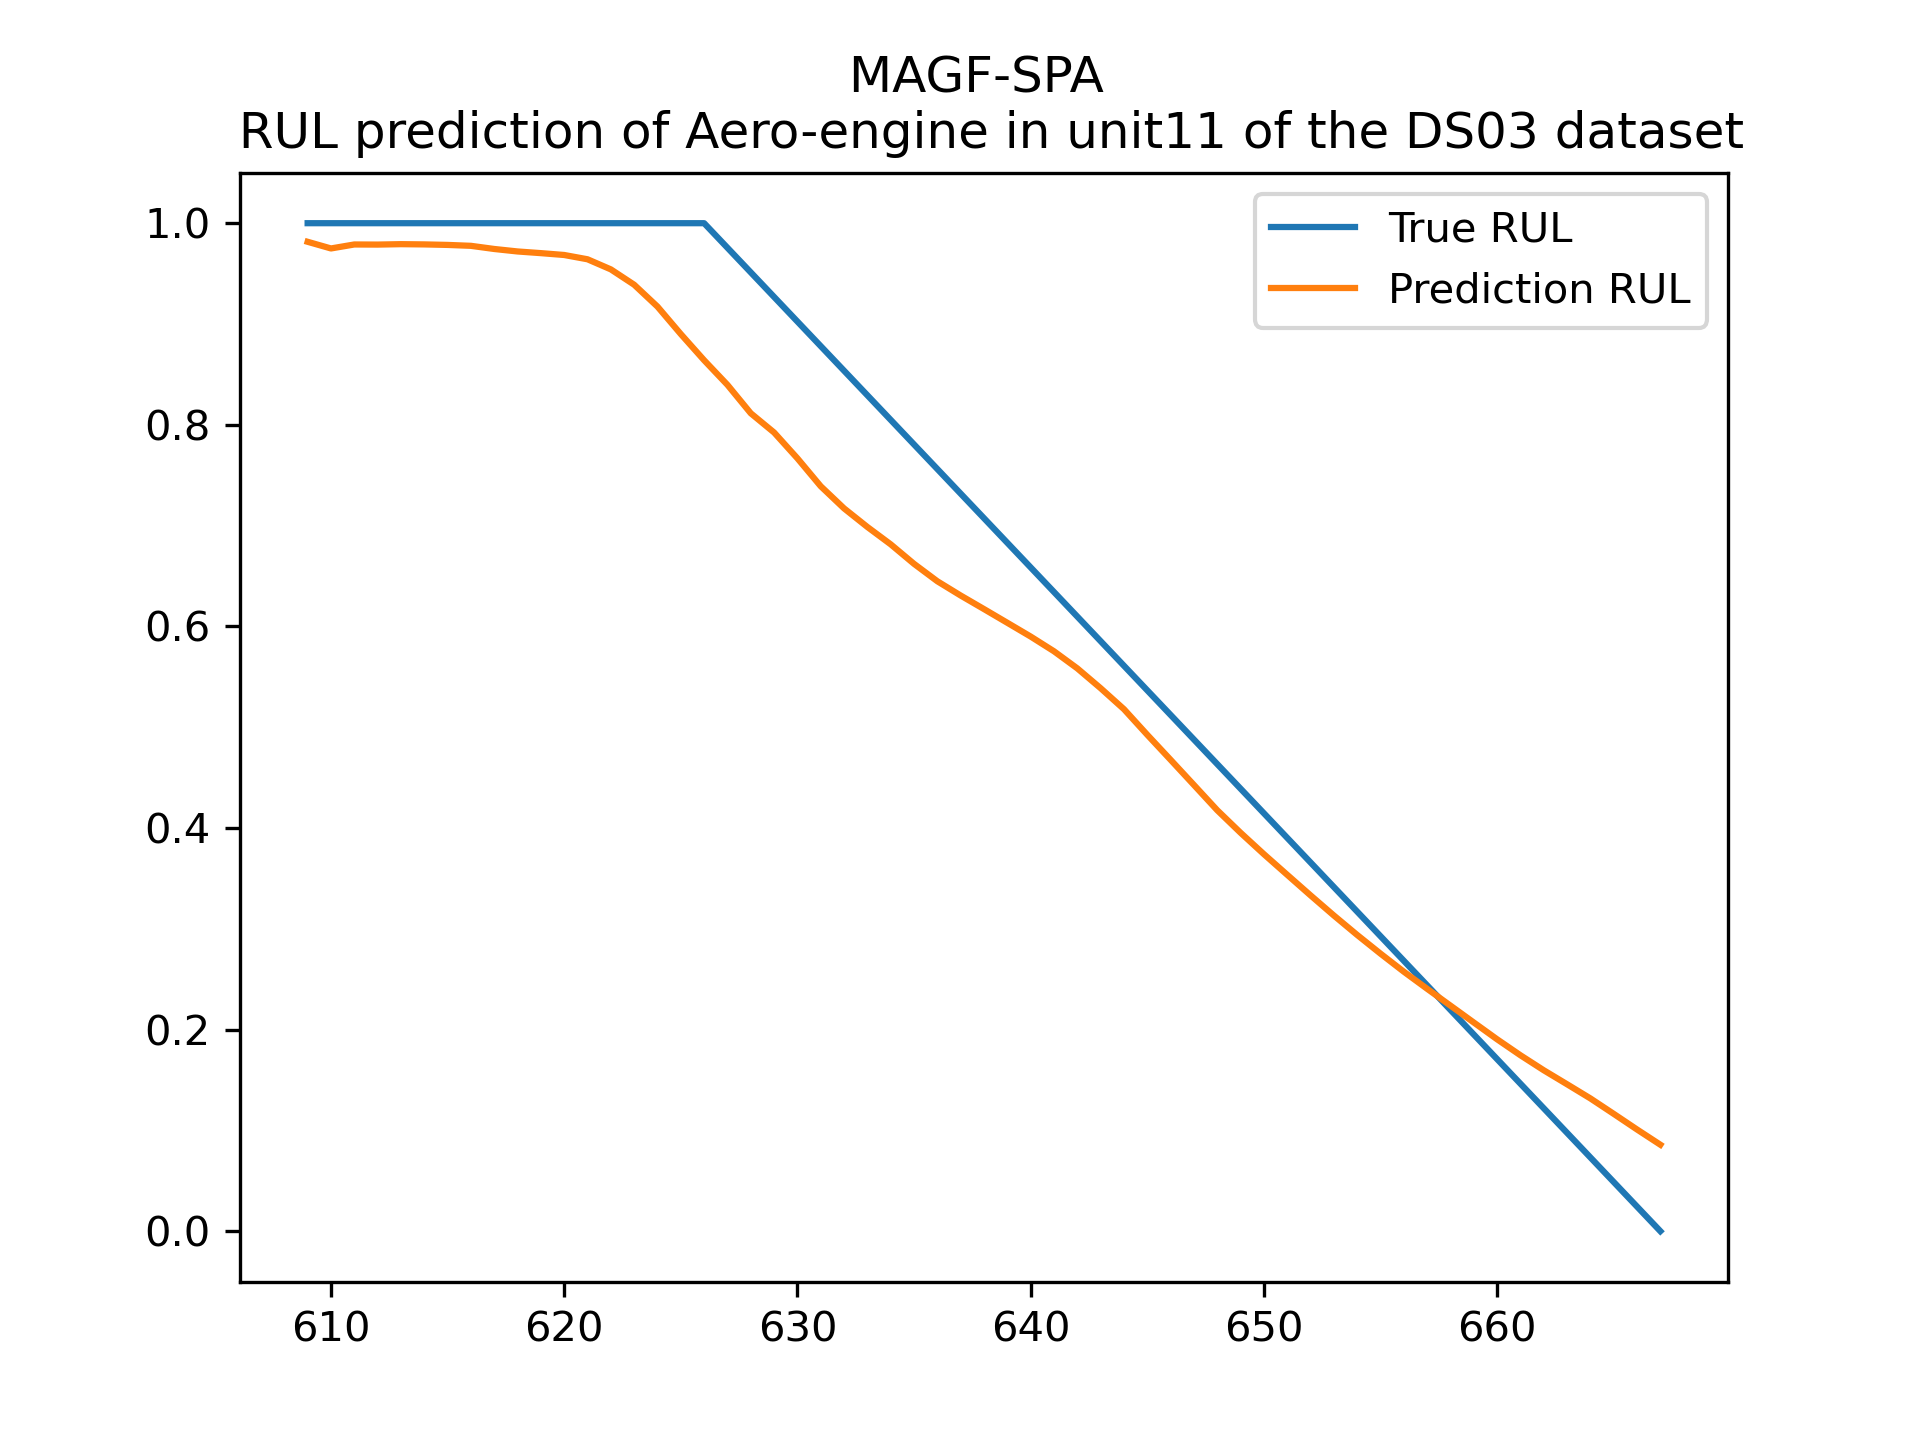 MAGF-SPA
RUL prediction of Aero-engine in unit11 of the DS03 dataset
True RUL
Prediction RUL
1.0
0.8
0.6
0.4
0.2
0.0
610 620 630 640 650 660